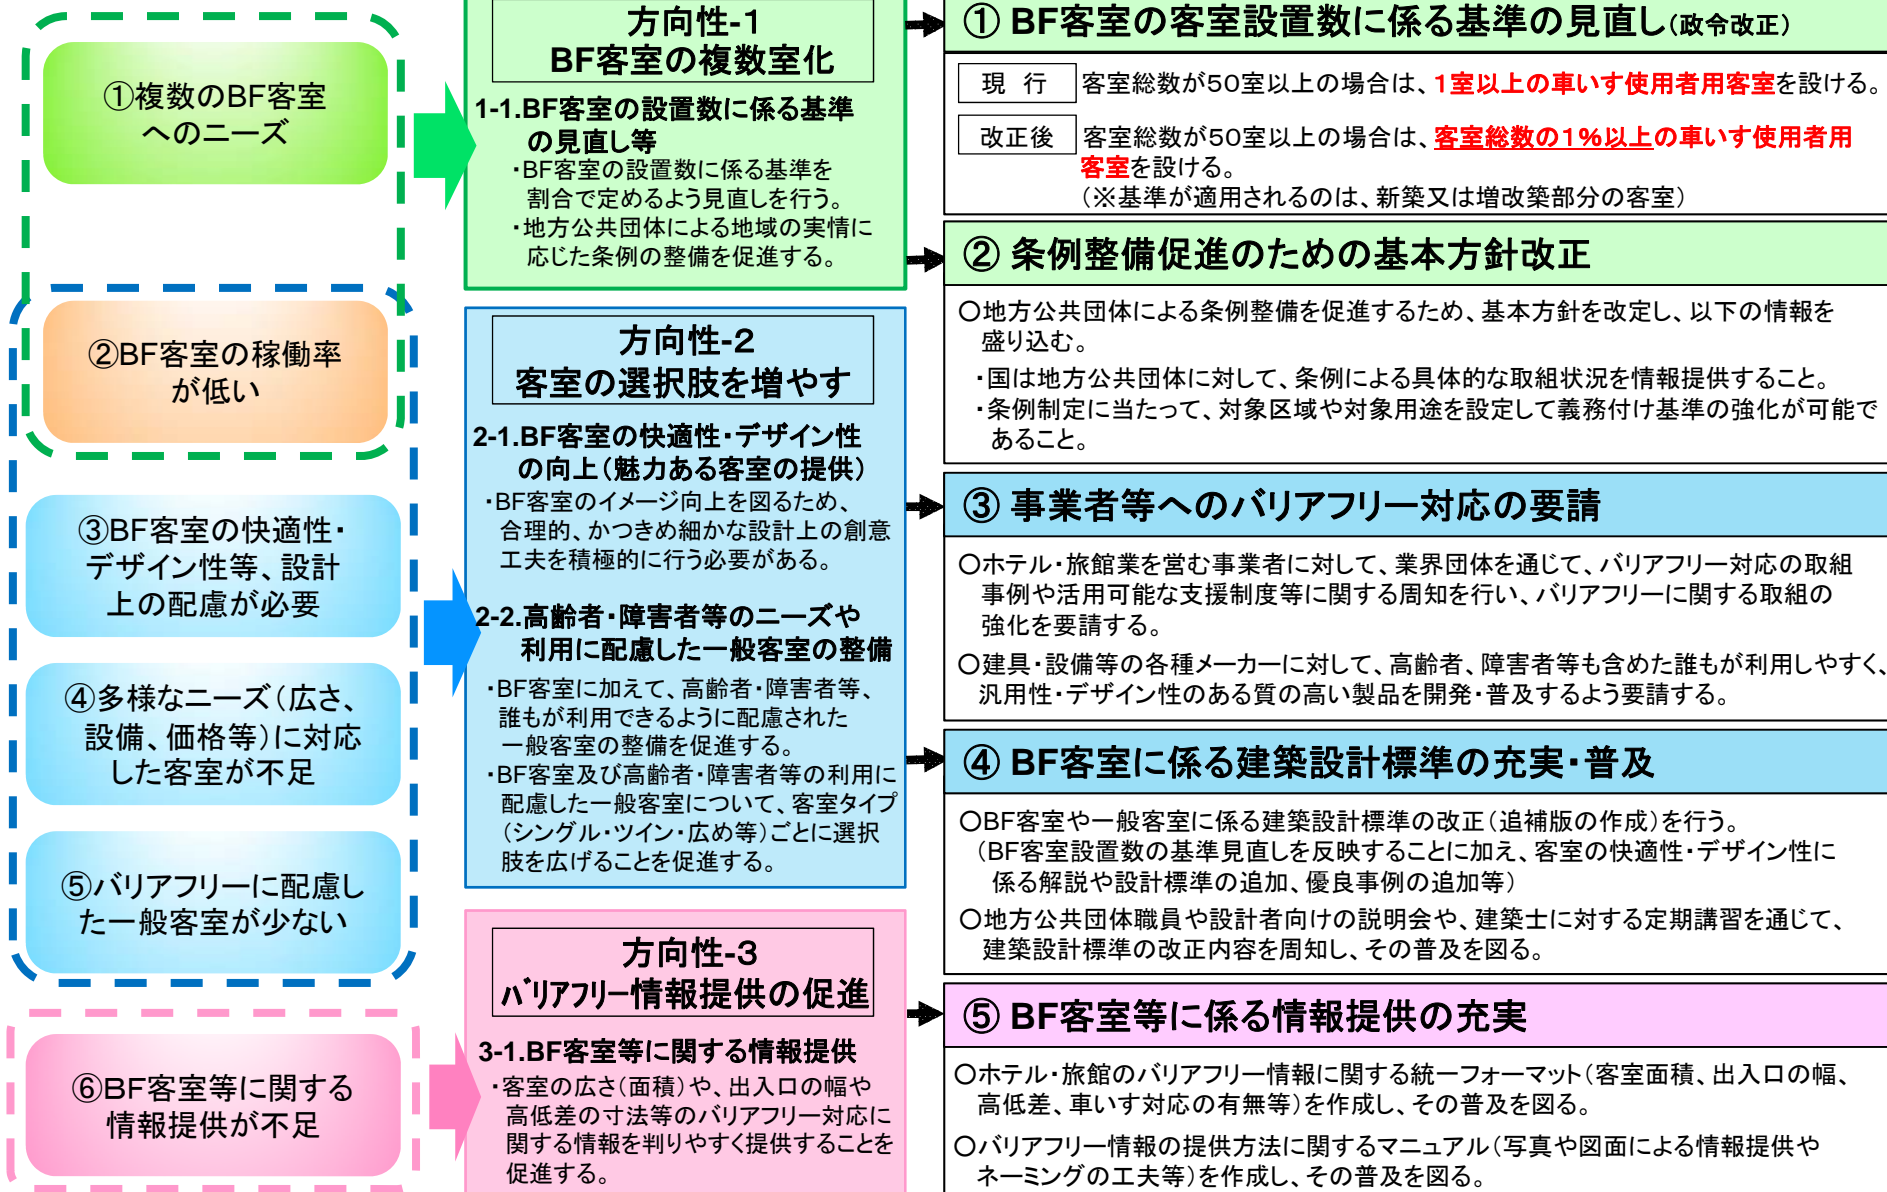 ①複数のBF客室
へのニーズ
②BF客室の稼働率
が低い
③BF客室の快適性・
デザイン性等、設計
上の配慮が必要
④多様なニーズ(広さ、
設備、価格等)に対応
した客室が不足
⑤バリアフリーに配慮し
た一般客室が少ない
⑥BF客室等に関する
情報提供が不足
方向性-1
BF客室の複数室化
1-1.BF客室の設置数に係る基準
の見直し等
・BF客室の設置数に係る基準を
割合で定めるよう見直しを行う。
・地方公共団体による地域の実情に
応じた条例の整備を促進する。
方向性-2
客室の選択肢を増やす
2-1.BF客室の快適性・デザイン性
の向上(魅力ある客室の提供)
・BF客室のイメージ向上を図るため、
合理的、かつきめ細かな設計上の創意
工夫を積極的に行う必要がある。
2-2.高齢者・障害者等のニーズや
利用に配慮した一般客室の整備
・BF客室に加えて、高齢者・障害者等、
誰もが利用できるように配慮された
一般客室の整備を促進する。
・BF客室及び高齢者・障害者等の利用に
配慮した一般客室について、客室タイプ
(シングル・ツイン・広め等)ごとに選択
肢を広げることを促進する。
方向性-3
バリアフリー情報提供の促進
3-1.BF客室等に関する情報提供
・客室の広さ(面積)や、出入口の幅や
高低差の寸法等のバリアフリー対応に
関する情報を判りやすく提供することを
促進する。
① BF客室の客室設置数に係る基準の見直し(政令改正)
現 行 客室総数が50室以上の場合は、1室以上の車いす使用者用客室を設ける。
改正後 客室総数が50室以上の場合は、客室総数の1%以上の車いす使用者用
客室を設ける。
(※基準が適用されるのは、新築又は増改築部分の客室)
② 条例整備促進のための基本方針改正
○地方公共団体による条例整備を促進するため、基本方針を改定し、以下の情報を
盛り込む。
・国は地方公共団体に対して、条例による具体的な取組状況を情報提供すること。
・条例制定に当たって、対象区域や対象用途を設定して義務付け基準の強化が可能で
あること。
③ 事業者等へのバリアフリー対応の要請
○ホテル・旅館業を営む事業者に対して、業界団体を通じて、バリアフリー対応の取組
事例や活用可能な支援制度等に関する周知を行い、バリアフリーに関する取組の
強化を要請する。
○建具・設備等の各種メーカーに対して、高齢者、障害者等も含めた誰もが利用しやすく、
汎用性・デザイン性のある質の高い製品を開発・普及するよう要請する。
④ BF客室に係る建築設計標準の充実・普及
○BF客室や一般客室に係る建築設計標準の改正(追補版の作成)を行う。
(BF客室設置数の基準見直しを反映することに加え、客室の快適性・デザイン性に
係る解説や設計標準の追加、優良事例の追加等)
○地方公共団体職員や設計者向けの説明会や、建築士に対する定期講習を通じて、
建築設計標準の改正内容を周知し、その普及を図る。
⑤ BF客室等に係る情報提供の充実
○ホテル・旅館のバリアフリー情報に関する統一フォーマット(客室面積、出入口の幅、
高低差、車いす対応の有無等)を作成し、その普及を図る。
○バリアフリー情報の提供方法に関するマニュアル(写真や図面による情報提供や
ネーミングの工夫等)を作成し、その普及を図る。